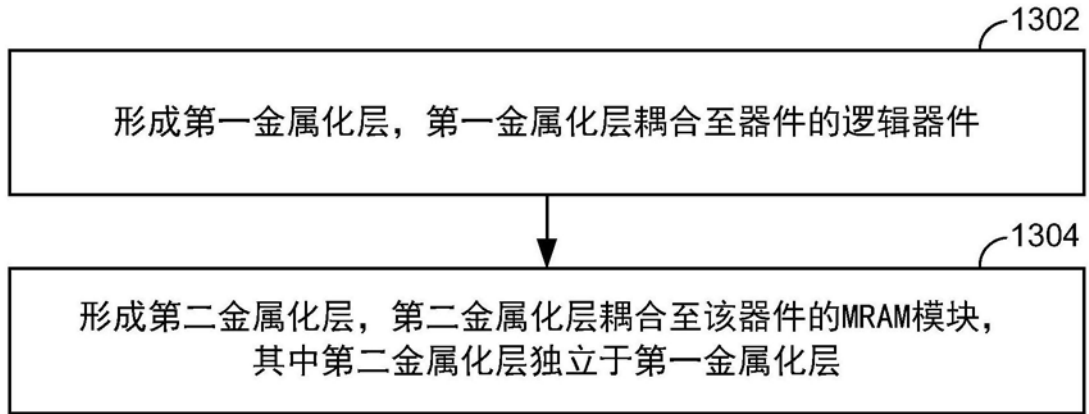 1302
形成第一金属化层，第一金属化层耦合至器件的逻辑器件
1304
形成第二金属化层，第二金属化层耦合至该器件的MRAM模块，
其中第二金属化层独立于第一金属化层